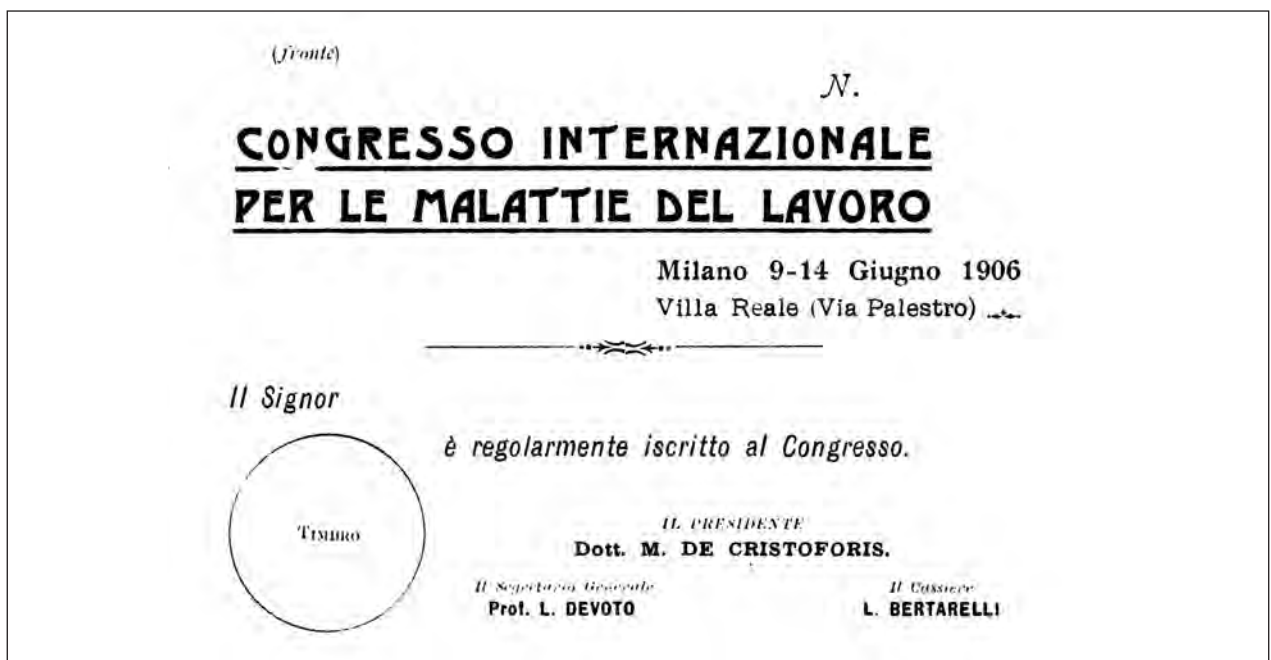 (fronte)
N.
CONGRESSO INTERNAZIONALE
PER LE MALATTIE DEL LAVORO
Milano 9-14 Giugno 1906
Villa Reale (Via Palestro)
Il Signor
è regolarmente iscritto al Congresso.
TIMBRO
IL PRESIDENTE
Dott. M. DE CRISTOFORIS.
Il Segretario Generale Il Cassiere
Prof. L. DEVOTO L. BERTARELLI